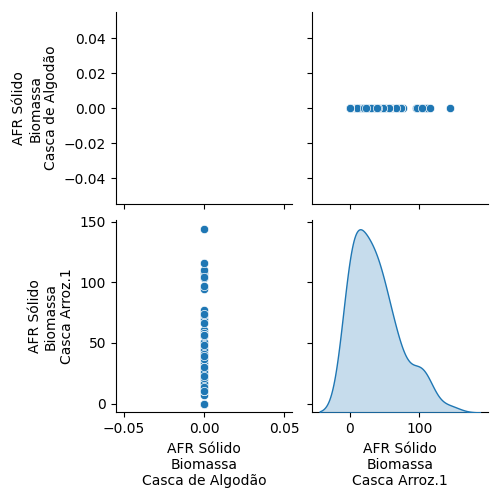 AFR Sólido
Biomassa
Casca de Algodão
0.04
0.02
0.00
−0.02
−0.04
AFR Sólido
Biomassa
Casca Arroz.1
150
100
50
0
−0.05
0.00
0.05
0
100
AFR Sólido
Biomassa
Casca de Algodão
AFR Sólido
Biomassa
Casca Arroz.1